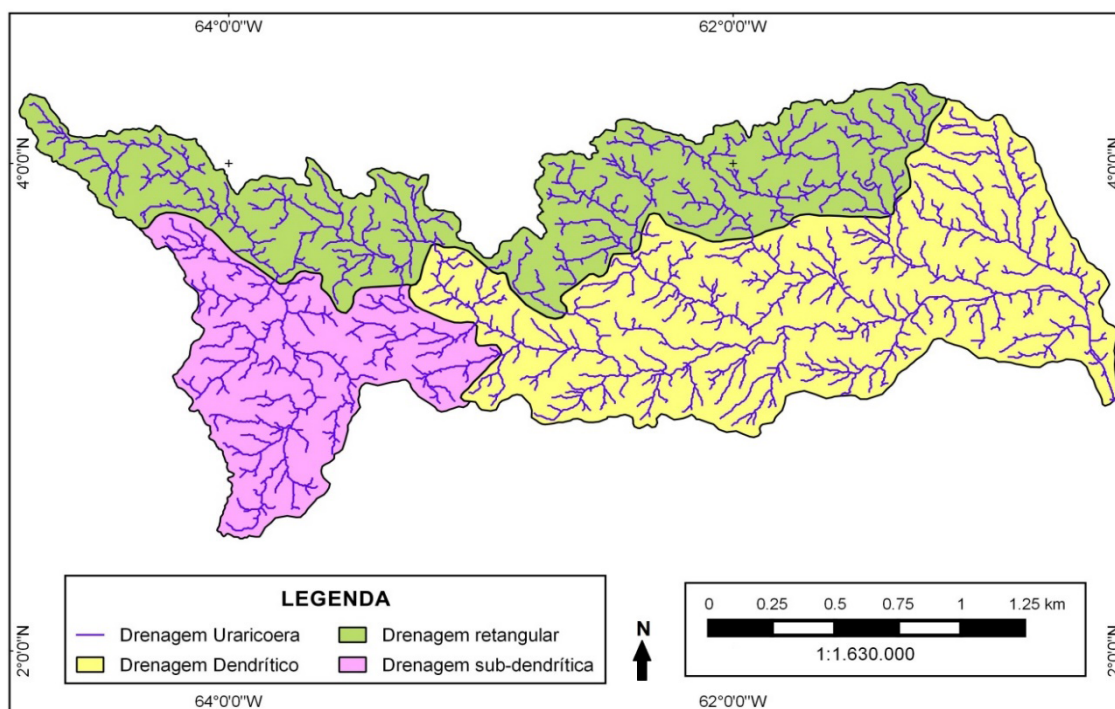 64°0'0"W 62°0'0"W
4°0'0"N 4°0'0"N
LEGENDA
Drenagem Uraricoera Drenagem retangular
Drenagem Dendrítico Drenagem sub-dendrítica
N
0 0.25 0.5 0.75 1 1.25 km
1:1.630.000
2°0'0"N 2°0'0"N
64°0'0"W 62°0'0"W